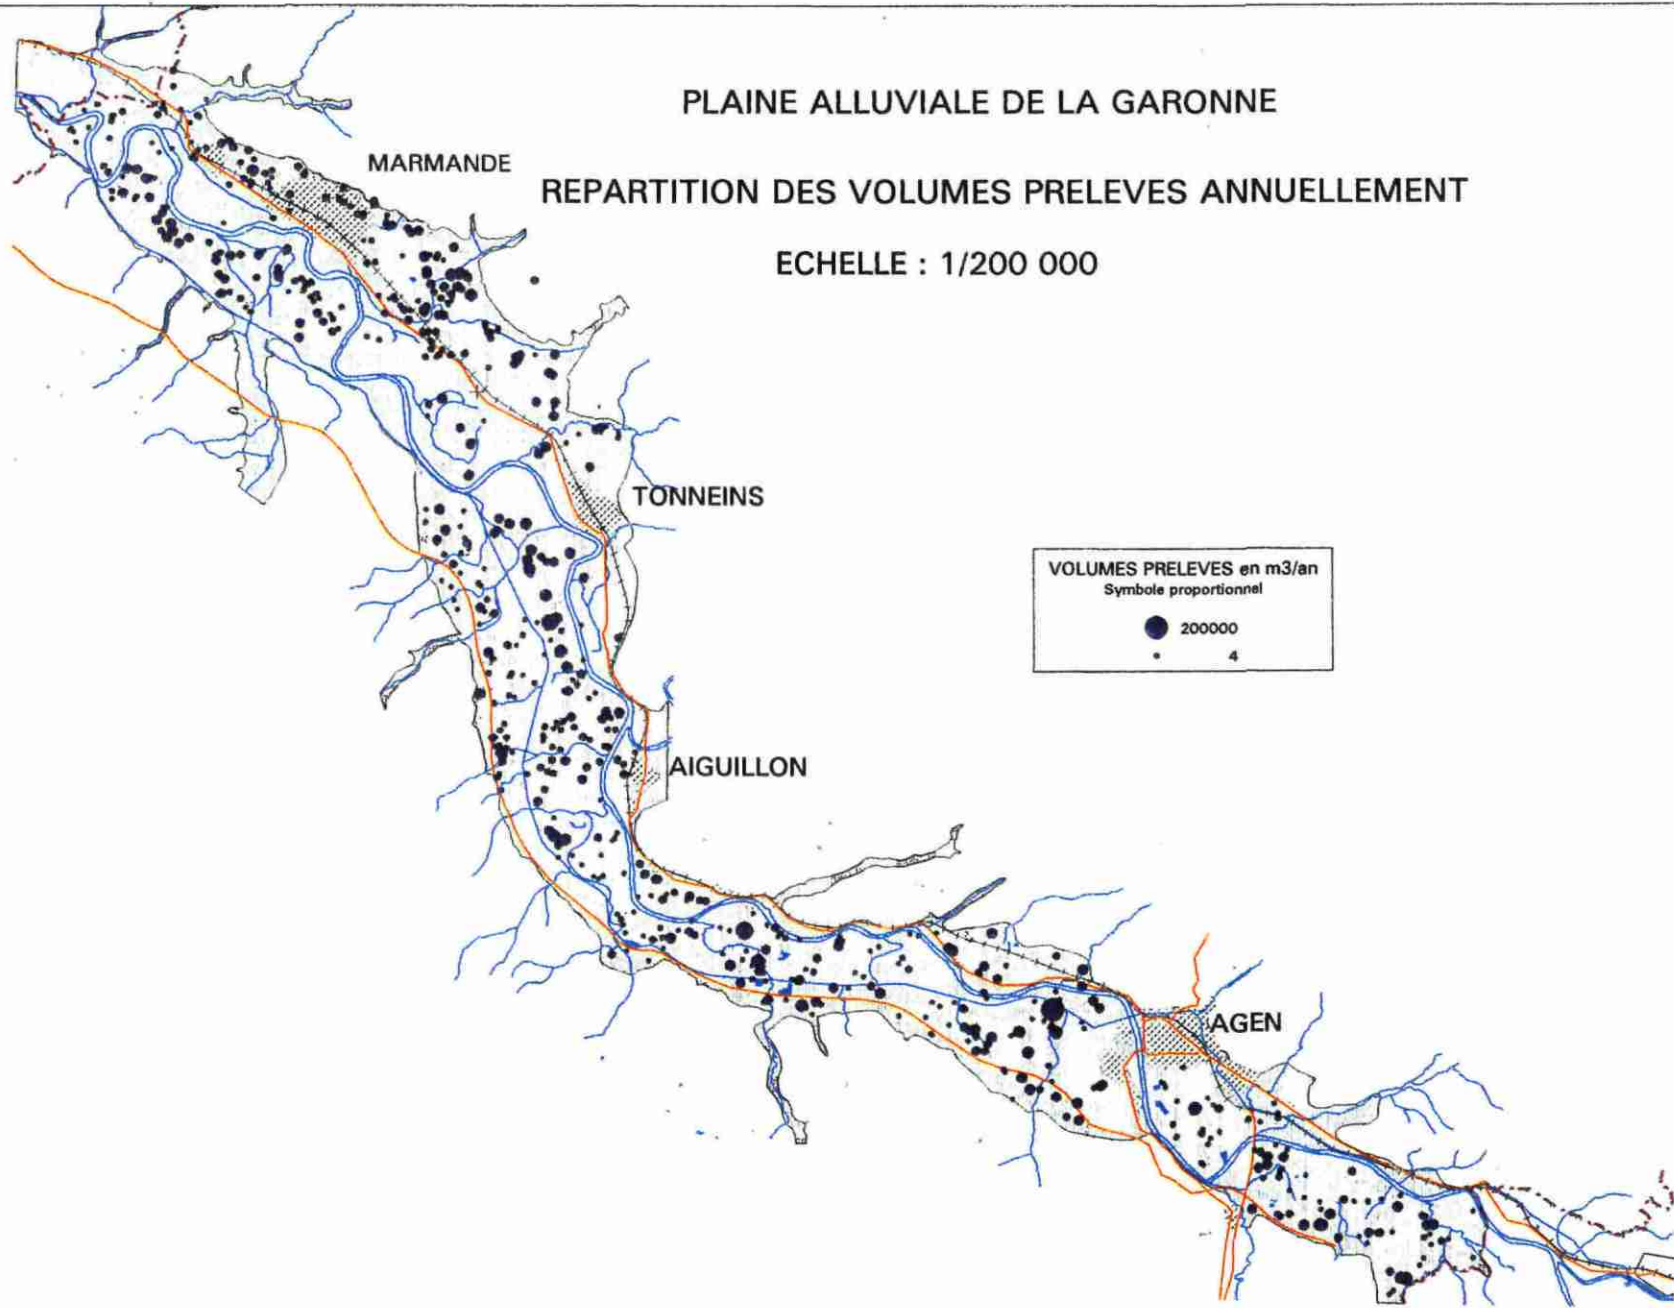 PLAINE ALLUVIALE DE LA GARONNE
MARMANDE
REPARTITION DES VOLUMES PRELEVES ANNUELLEMENT
ECHELLE : 1/200 000
TONNEINS
VOLUMES PRELEVES en m3/an
Symbole proportionnel
200000
4
AIGUILLON
AGEN